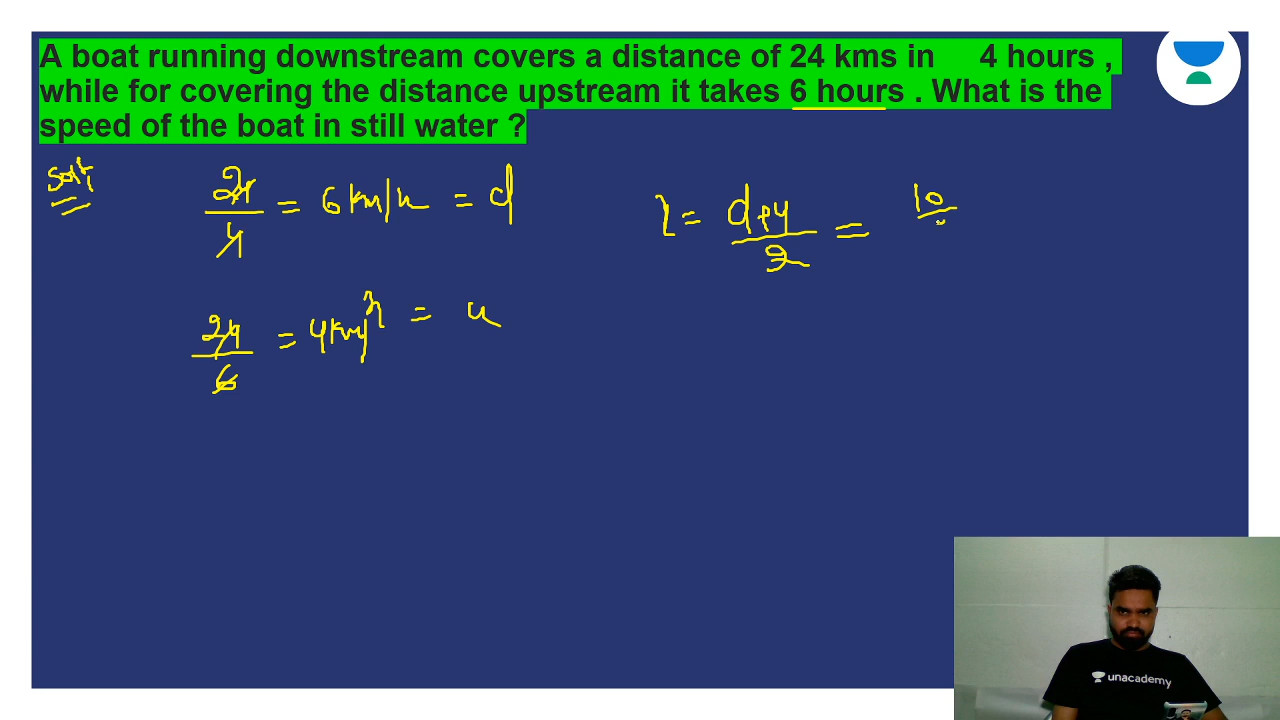 A boat running downstream covers a distance of 24 kms in 4 hours ,
while for covering the distance upstream it takes 6 hours . What is the
speed of the boat in still water ?
Solⁿ,
24/4 = 6 km/h = d
= d+u/2 = 10/
24/6 = 4 km/h = u
unacademy